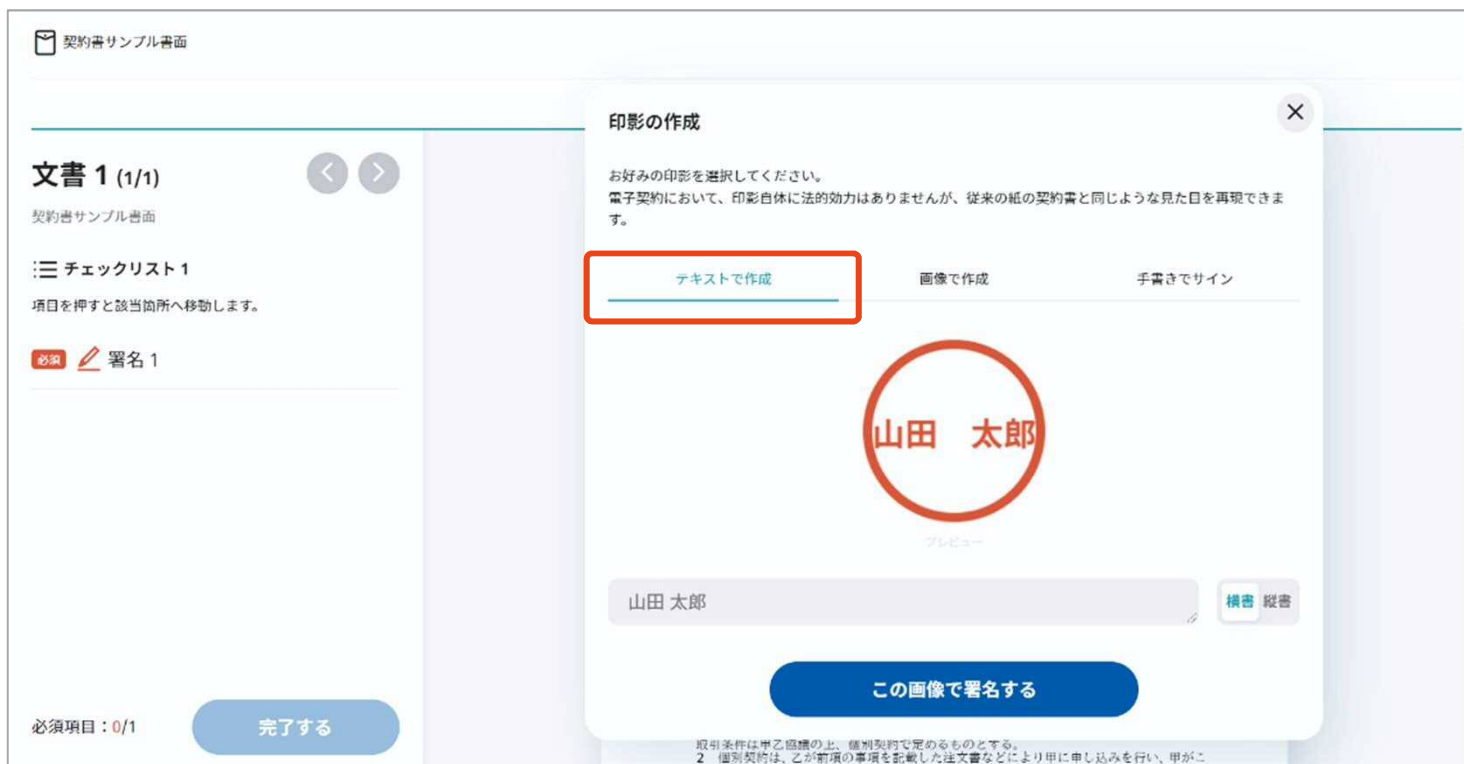 契約書サンプル書面
文書 1 (1/1)
契約書サンプル書面
チェックリスト 1
項目を押すと該当箇所へ移動します。
必須 署名 1
必須項目：0/1
完了する
印影の作成
お好みの印影を選択してください。
電子契約において、印影自体に法的効力はありませんが、従来の紙の契約書と同じような見た目を再現できま
す。
テキストで作成
画像で作成
手書きでサイン
山田　太郎
プレビュー
山田 太郎
横書 縦書
この画像で署名する
取引条件は甲乙協議の上、個別契約で定めるものとする。
2 個別契約は、乙が前項の事項を記載した注文書などにより甲に申し込みを行い、甲がこ